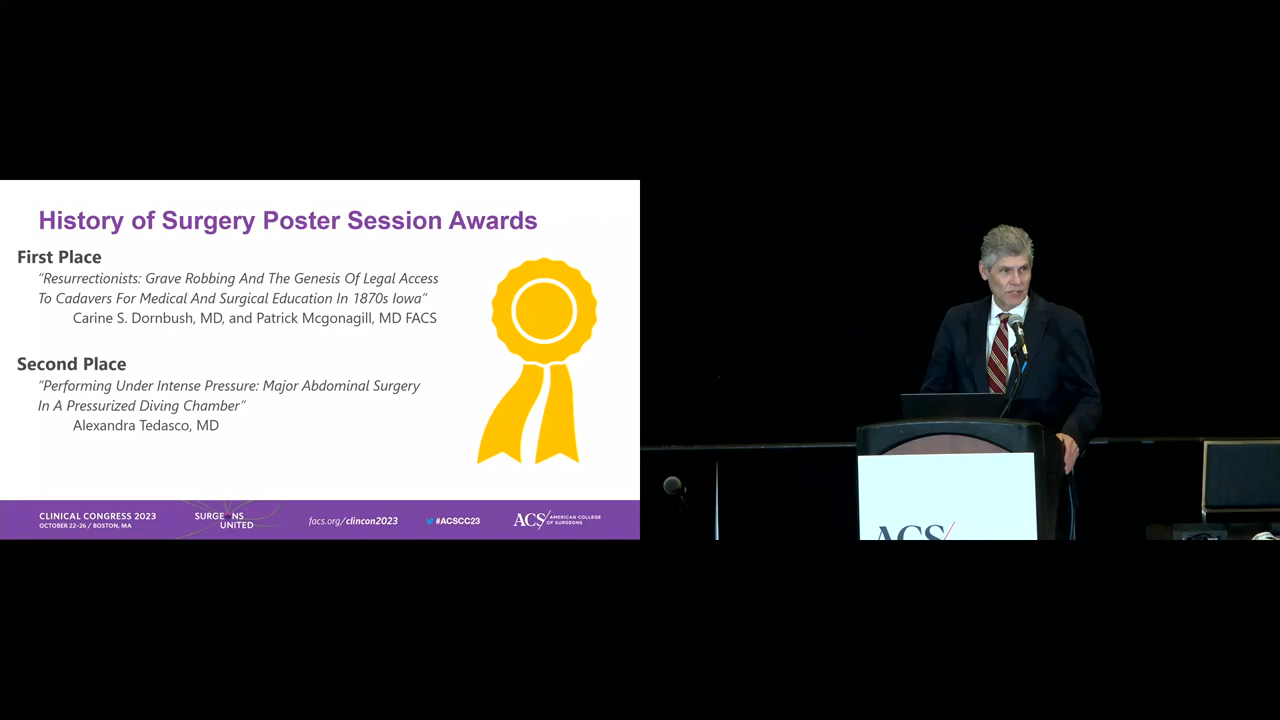 History of Surgery Poster Session Awards
First Place
“Resurrectionists: Grave Robbing And The Genesis Of Legal Access
To Cadavers For Medical And Surgical Education In 1870s Iowa”
Carine S. Dornbush, MD, and Patrick Mcgonagill, MD FACS
Second Place
“Performing Under Intense Pressure: Major Abdominal Surgery
In A Pressurized Diving Chamber”
Alexandra Tedasco, MD
CLINICAL CONGRESS 2023
OCTOBER 22-26 / BOSTON, MA
SURGE NS
UNITED
facs.org/clincon2023
#ACSCC23
ACS/ AMERICAN COLLEGE
OF SURGEONS
ACS/